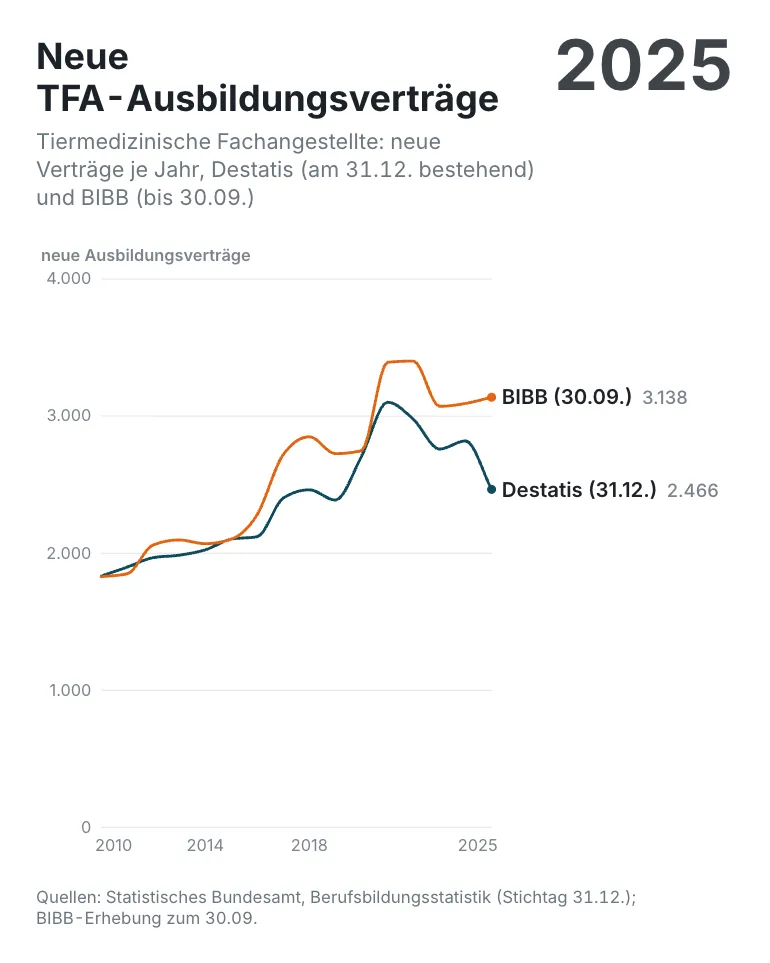 Neue
TFA-Ausbildungsverträge
2025
Tiermedizinische Fachangestellte: neue
Verträge je Jahr, Destatis (am 31.12. bestehend)
und BIBB (bis 30.09.)
neue Ausbildungsverträge
4.000
3.000
2.000
1.000
0
BIBB (30.09.) 3.138
Destatis (31.12.) 2.466
2010 2014 2018 2025
Quellen: Statistisches Bundesamt, Berufsbildungsstatistik (Stichtag 31.12.);
BIBB-Erhebung zum 30.09.